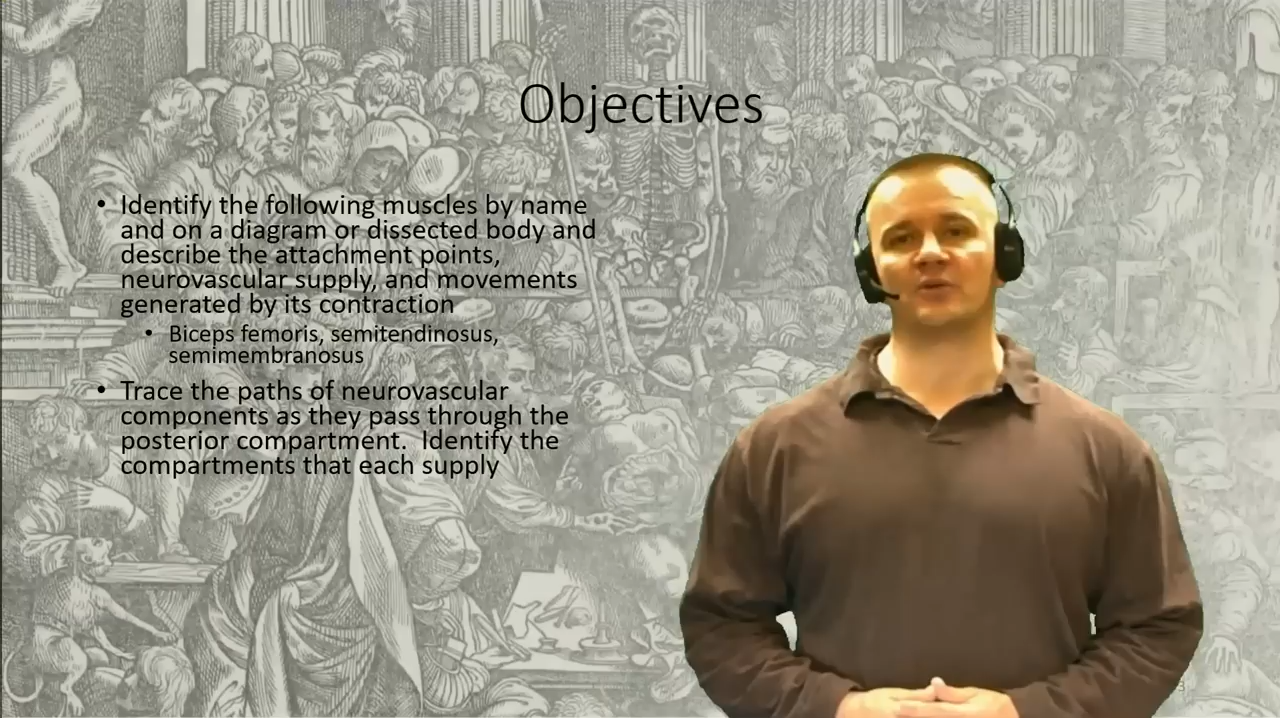 Objectives
• Identify the following muscles by name
and on a diagram or dissected body and
describe the attachment points,
neurovascular supply, and movements
generated by its contraction
• Biceps femoris, semitendinosus,
semimembranosus
• Trace the paths of neurovascular
components as they pass through the
posterior compartment.  Identify the
compartments that each supply